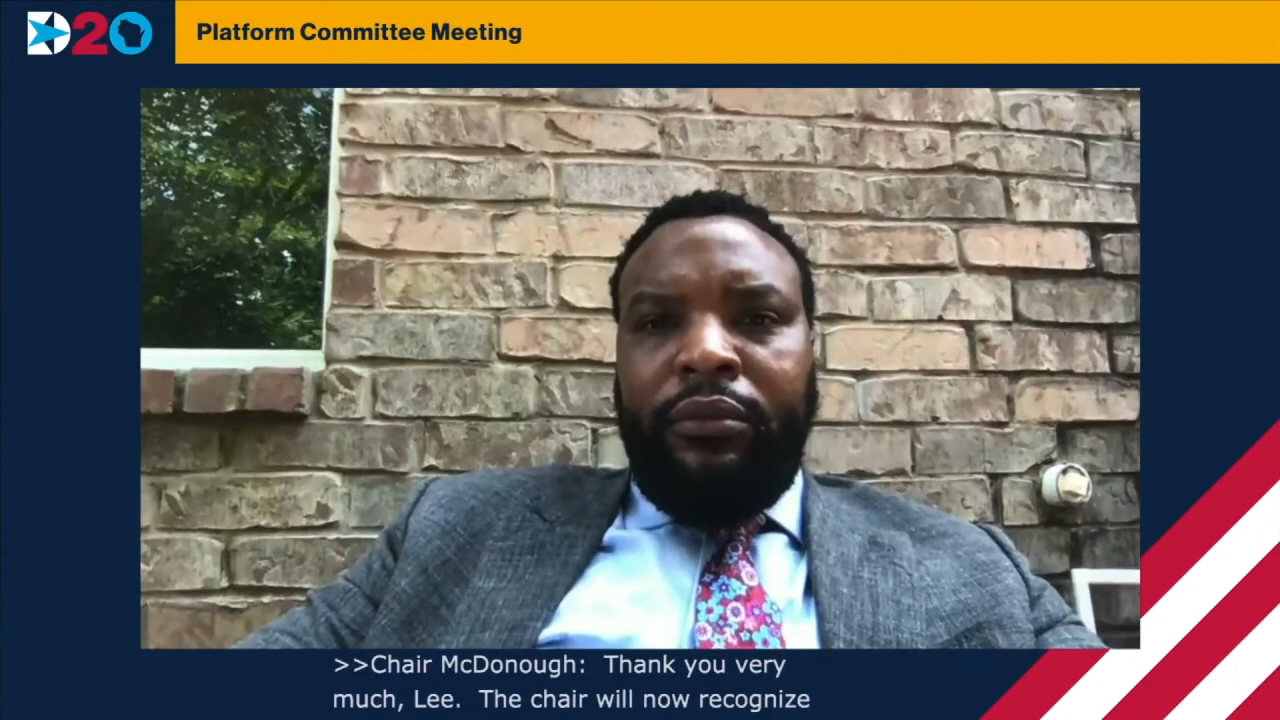 D20
Platform Committee Meeting
>>Chair McDonough:  Thank you very
much, Lee.  The chair will now recognize